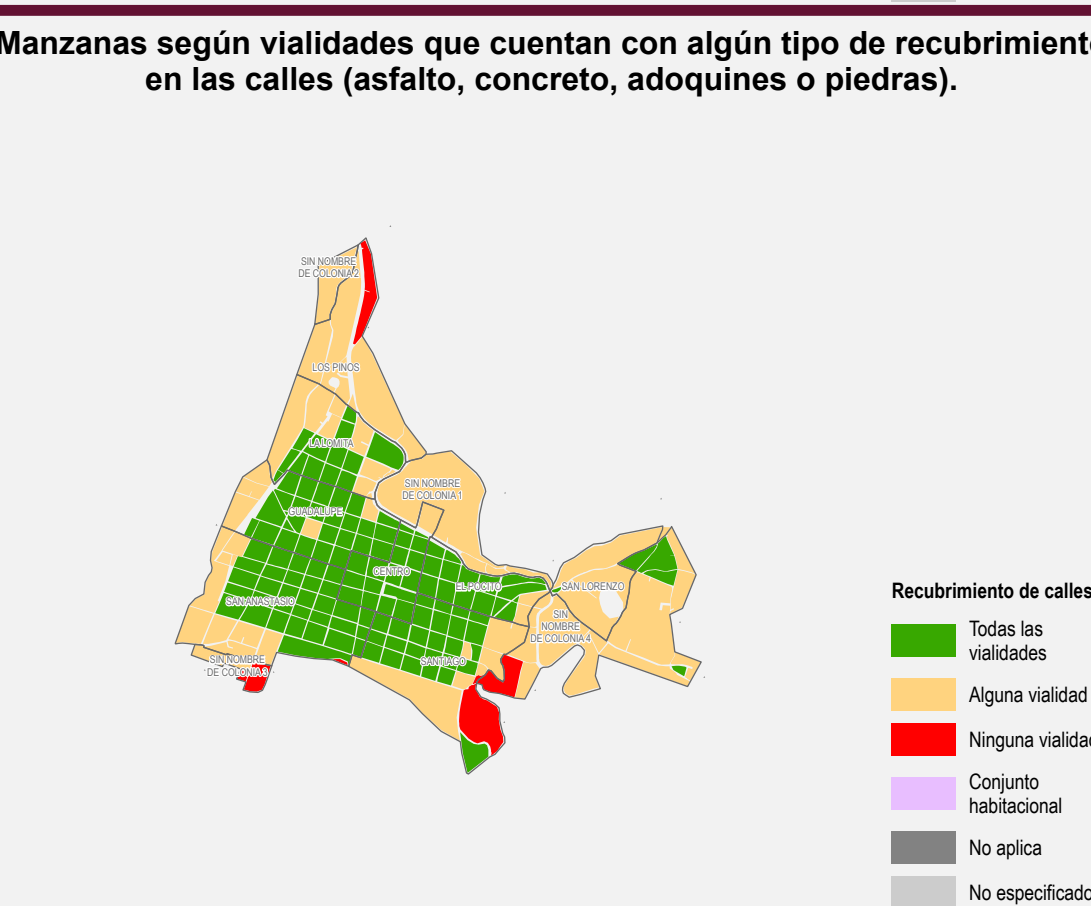 Manzanas según vialidades que cuentan con algún tipo de recubrimiento
en las calles (asfalto, concreto, adoquines o piedras).
SIN NOMBRE
DE COLONIA 2
LOS PINOS
LA LOMITA
SIN NOMBRE
DE COLONIA 1
GUADALUPE
CENTRO
EL POCITO
SAN LORENZO
SAN ANASTASIO
SIN
NOMBRE
DE COLONIA 4
SIN NOMBRE
DE COLONIA 3
SANTIAGO
Recubrimiento de calles
Todas las
vialidades
Alguna vialidad
Ninguna vialidad
Conjunto
habitacional
No aplica
No especificado